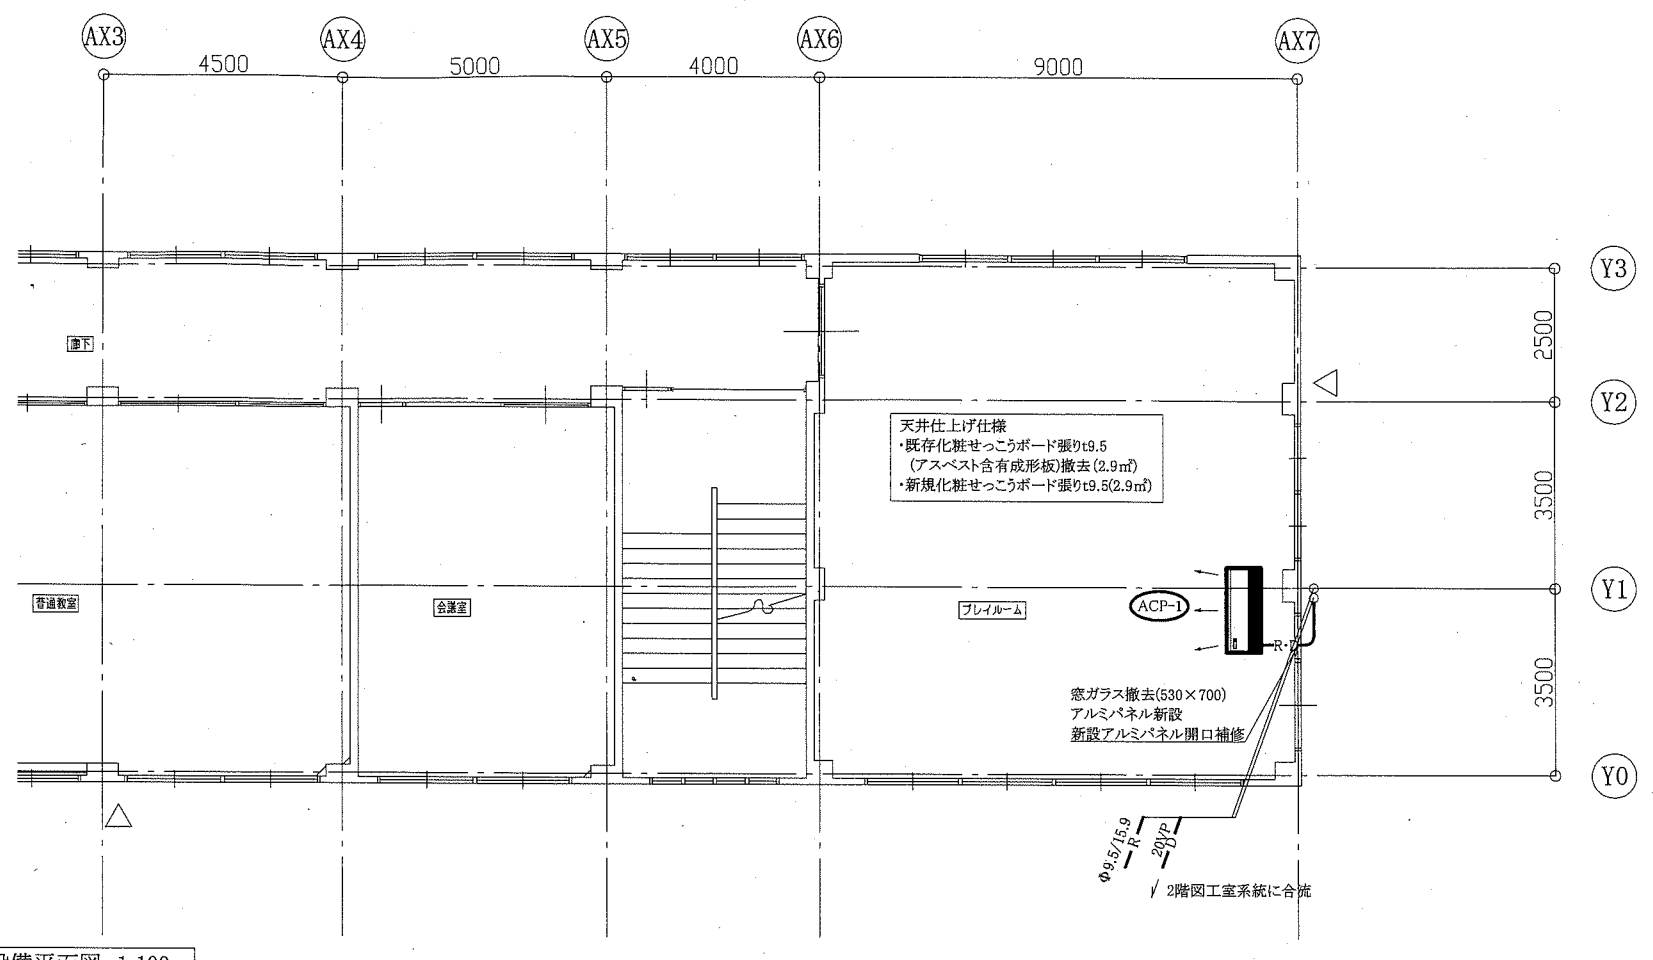 AX3
AX4
AX5
AX6
AX7
4500
5000
4000
9000
Y3
2500
廊下
Y2
天井仕上げ仕様
・既存化粧せっこうボード張りt9.5
(アスベスト含有成形板)撤去(2.9㎡)
・新規化粧せっこうボード張りt9.5(2.9㎡)
3500
Y1
普通教室
会議室
プレイルーム
ACP-1
R・D
3500
窓ガラス撤去(530×700)
アルミパネル新設
新設アルミパネル開口補修
Y0
Φ9.5/15.9
R
20VP
D
2階図工室系統に合流
備平面図 1:100